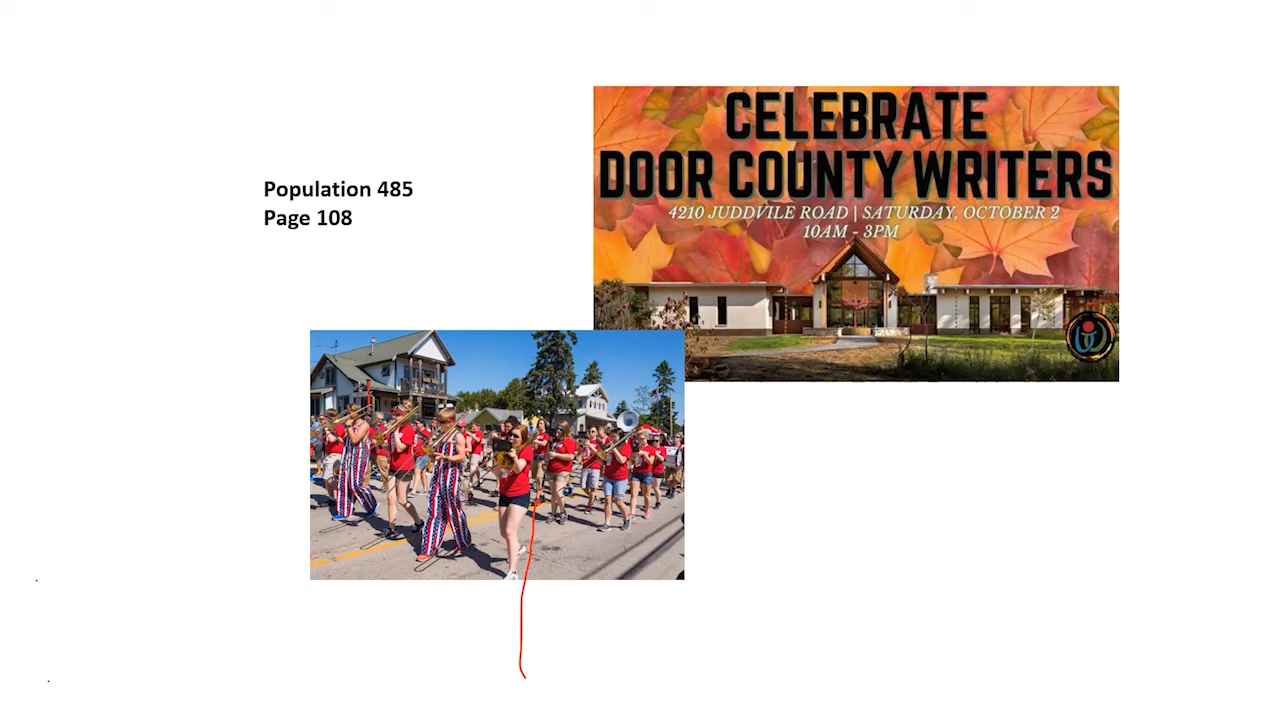 Population 485
Page 108
CELEBRATE
DOOR COUNTY WRITERS
4210 JUDDVILE ROAD | SATURDAY, OCTOBER 2
10AM - 3PM